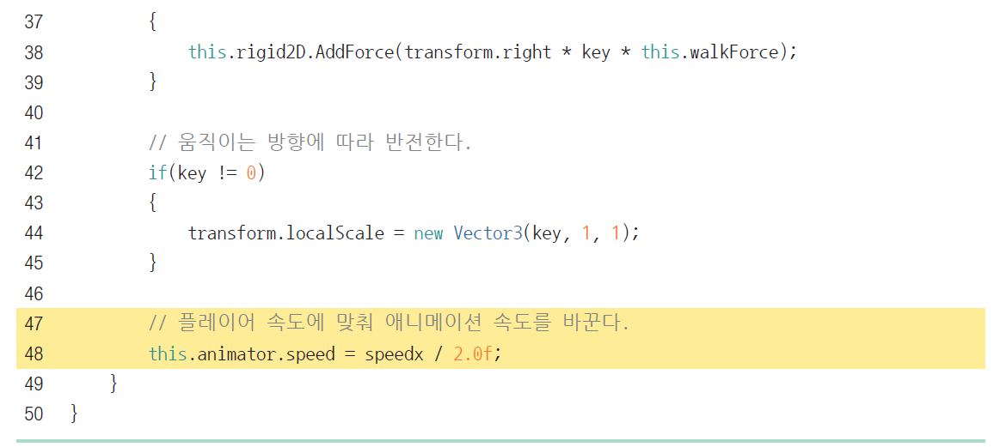 37 {
38 this.rigid2D.AddForce(transform.right * key * this.walkForce);
39 }
40
41 // 움직이는 방향에 따라 반전한다.
42 if(key != 0)
43 {
44 transform.localScale = new Vector3(key, 1, 1);
45 }
46
47 // 플레이어 속도에 맞춰 애니메이션 속도를 바꾼다.
48 this.animator.speed = speedx / 2.0f;
49 }
50 }